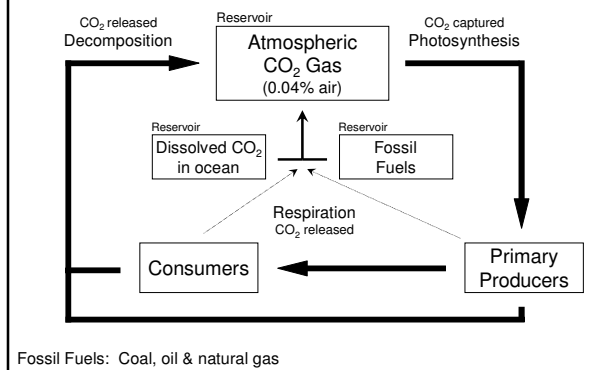 CO₂ released
Decomposition
Reservoir
Atmospheric
CO₂ Gas
(0.04% air)
CO₂ captured
Photosynthesis
Reservoir
Dissolved CO₂
in ocean
Reservoir
Fossil
Fuels
Respiration
CO₂ released
Consumers
Primary
Producers
Fossil Fuels: Coal, oil & natural gas